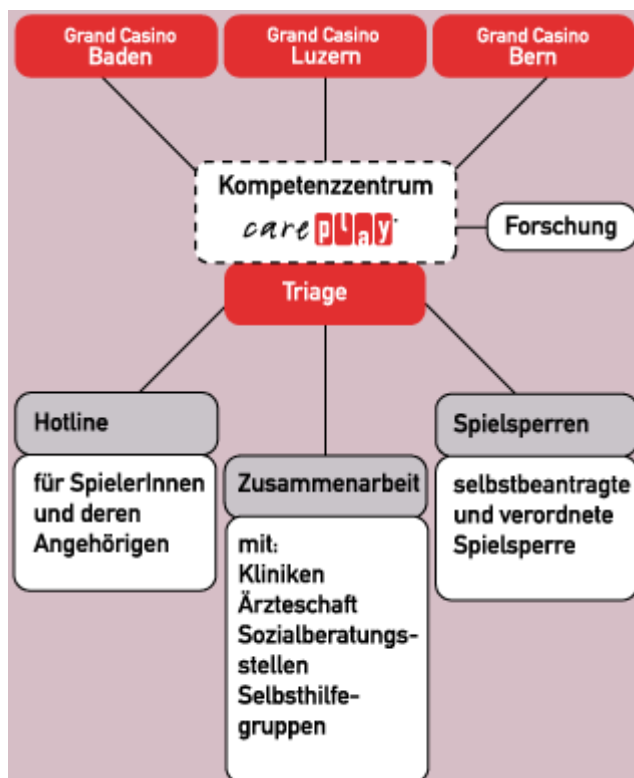 Grand Casino
Baden
Grand Casino
Luzern
Grand Casino
Bern
Kompetenzzentrum
care play
Forschung
Triage
Hotline
für SpielerInnen
und deren
Angehörigen
Zusammenarbeit
mit:
Kliniken
Ärzteschaft
Sozialberatungs-
stellen
Selbsthilfe-
gruppen
Spielsperren
selbstbeantragte
und verordnete
Spielsperre